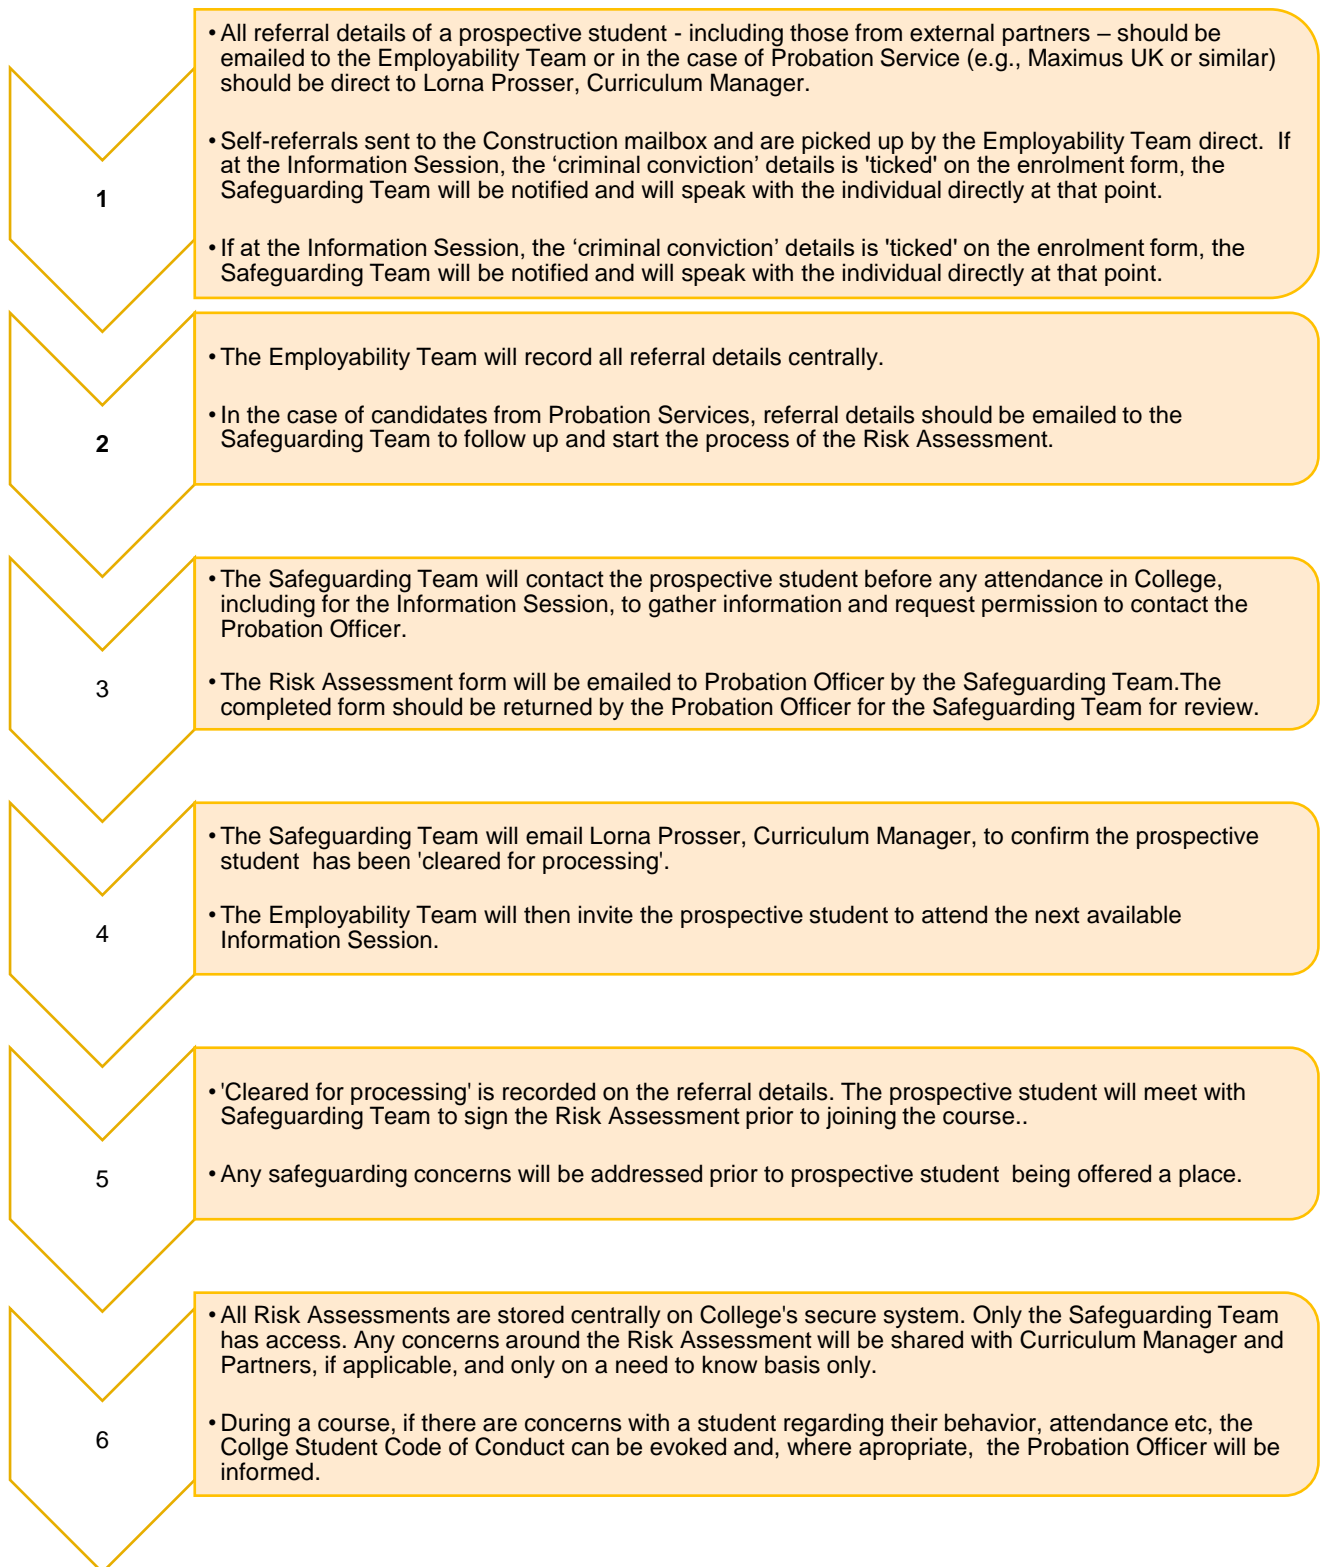 • All referral details of a prospective student - including those from external partners – should be
emailed to the Employability Team or in the case of Probation Service (e.g., Maximus UK or similar)
should be direct to Lorna Prosser, Curriculum Manager.
• Self-referrals sent to the Construction mailbox and are picked up by the Employability Team direct.  If
at the Information Session, the ‘criminal conviction’ details is 'ticked' on the enrolment form, the
Safeguarding Team will be notified and will speak with the individual directly at that point.
• If at the Information Session, the ‘criminal conviction’ details is 'ticked' on the enrolment form, the
Safeguarding Team will be notified and will speak with the individual directly at that point.
1
• The Employability Team will record all referral details centrally.
• In the case of candidates from Probation Services, referral details should be emailed to the
Safeguarding Team to follow up and start the process of the Risk Assessment.
2
• The Safeguarding Team will contact the prospective student before any attendance in College,
including for the Information Session, to gather information and request permission to contact the
Probation Officer.
• The Risk Assessment form will be emailed to Probation Officer by the Safeguarding Team.The
completed form should be returned by the Probation Officer for the Safeguarding Team for review.
3
• The Safeguarding Team will email Lorna Prosser, Curriculum Manager, to confirm the prospective
student  has been 'cleared for processing'.
• The Employability Team will then invite the prospective student to attend the next available
Information Session.
4
• 'Cleared for processing' is recorded on the referral details. The prospective student will meet with
Safeguarding Team to sign the Risk Assessment prior to joining the course..
• Any safeguarding concerns will be addressed prior to prospective student  being offered a place.
5
• All Risk Assessments are stored centrally on College's secure system. Only the Safeguarding Team
has access. Any concerns around the Risk Assessment will be shared with Curriculum Manager and
Partners, if applicable, and only on a need to know basis only.
• During a course, if there are concerns with a student regarding their behavior, attendance etc, the
Collge Student Code of Conduct can be evoked and, where apropriate,  the Probation Officer will be
informed.
6